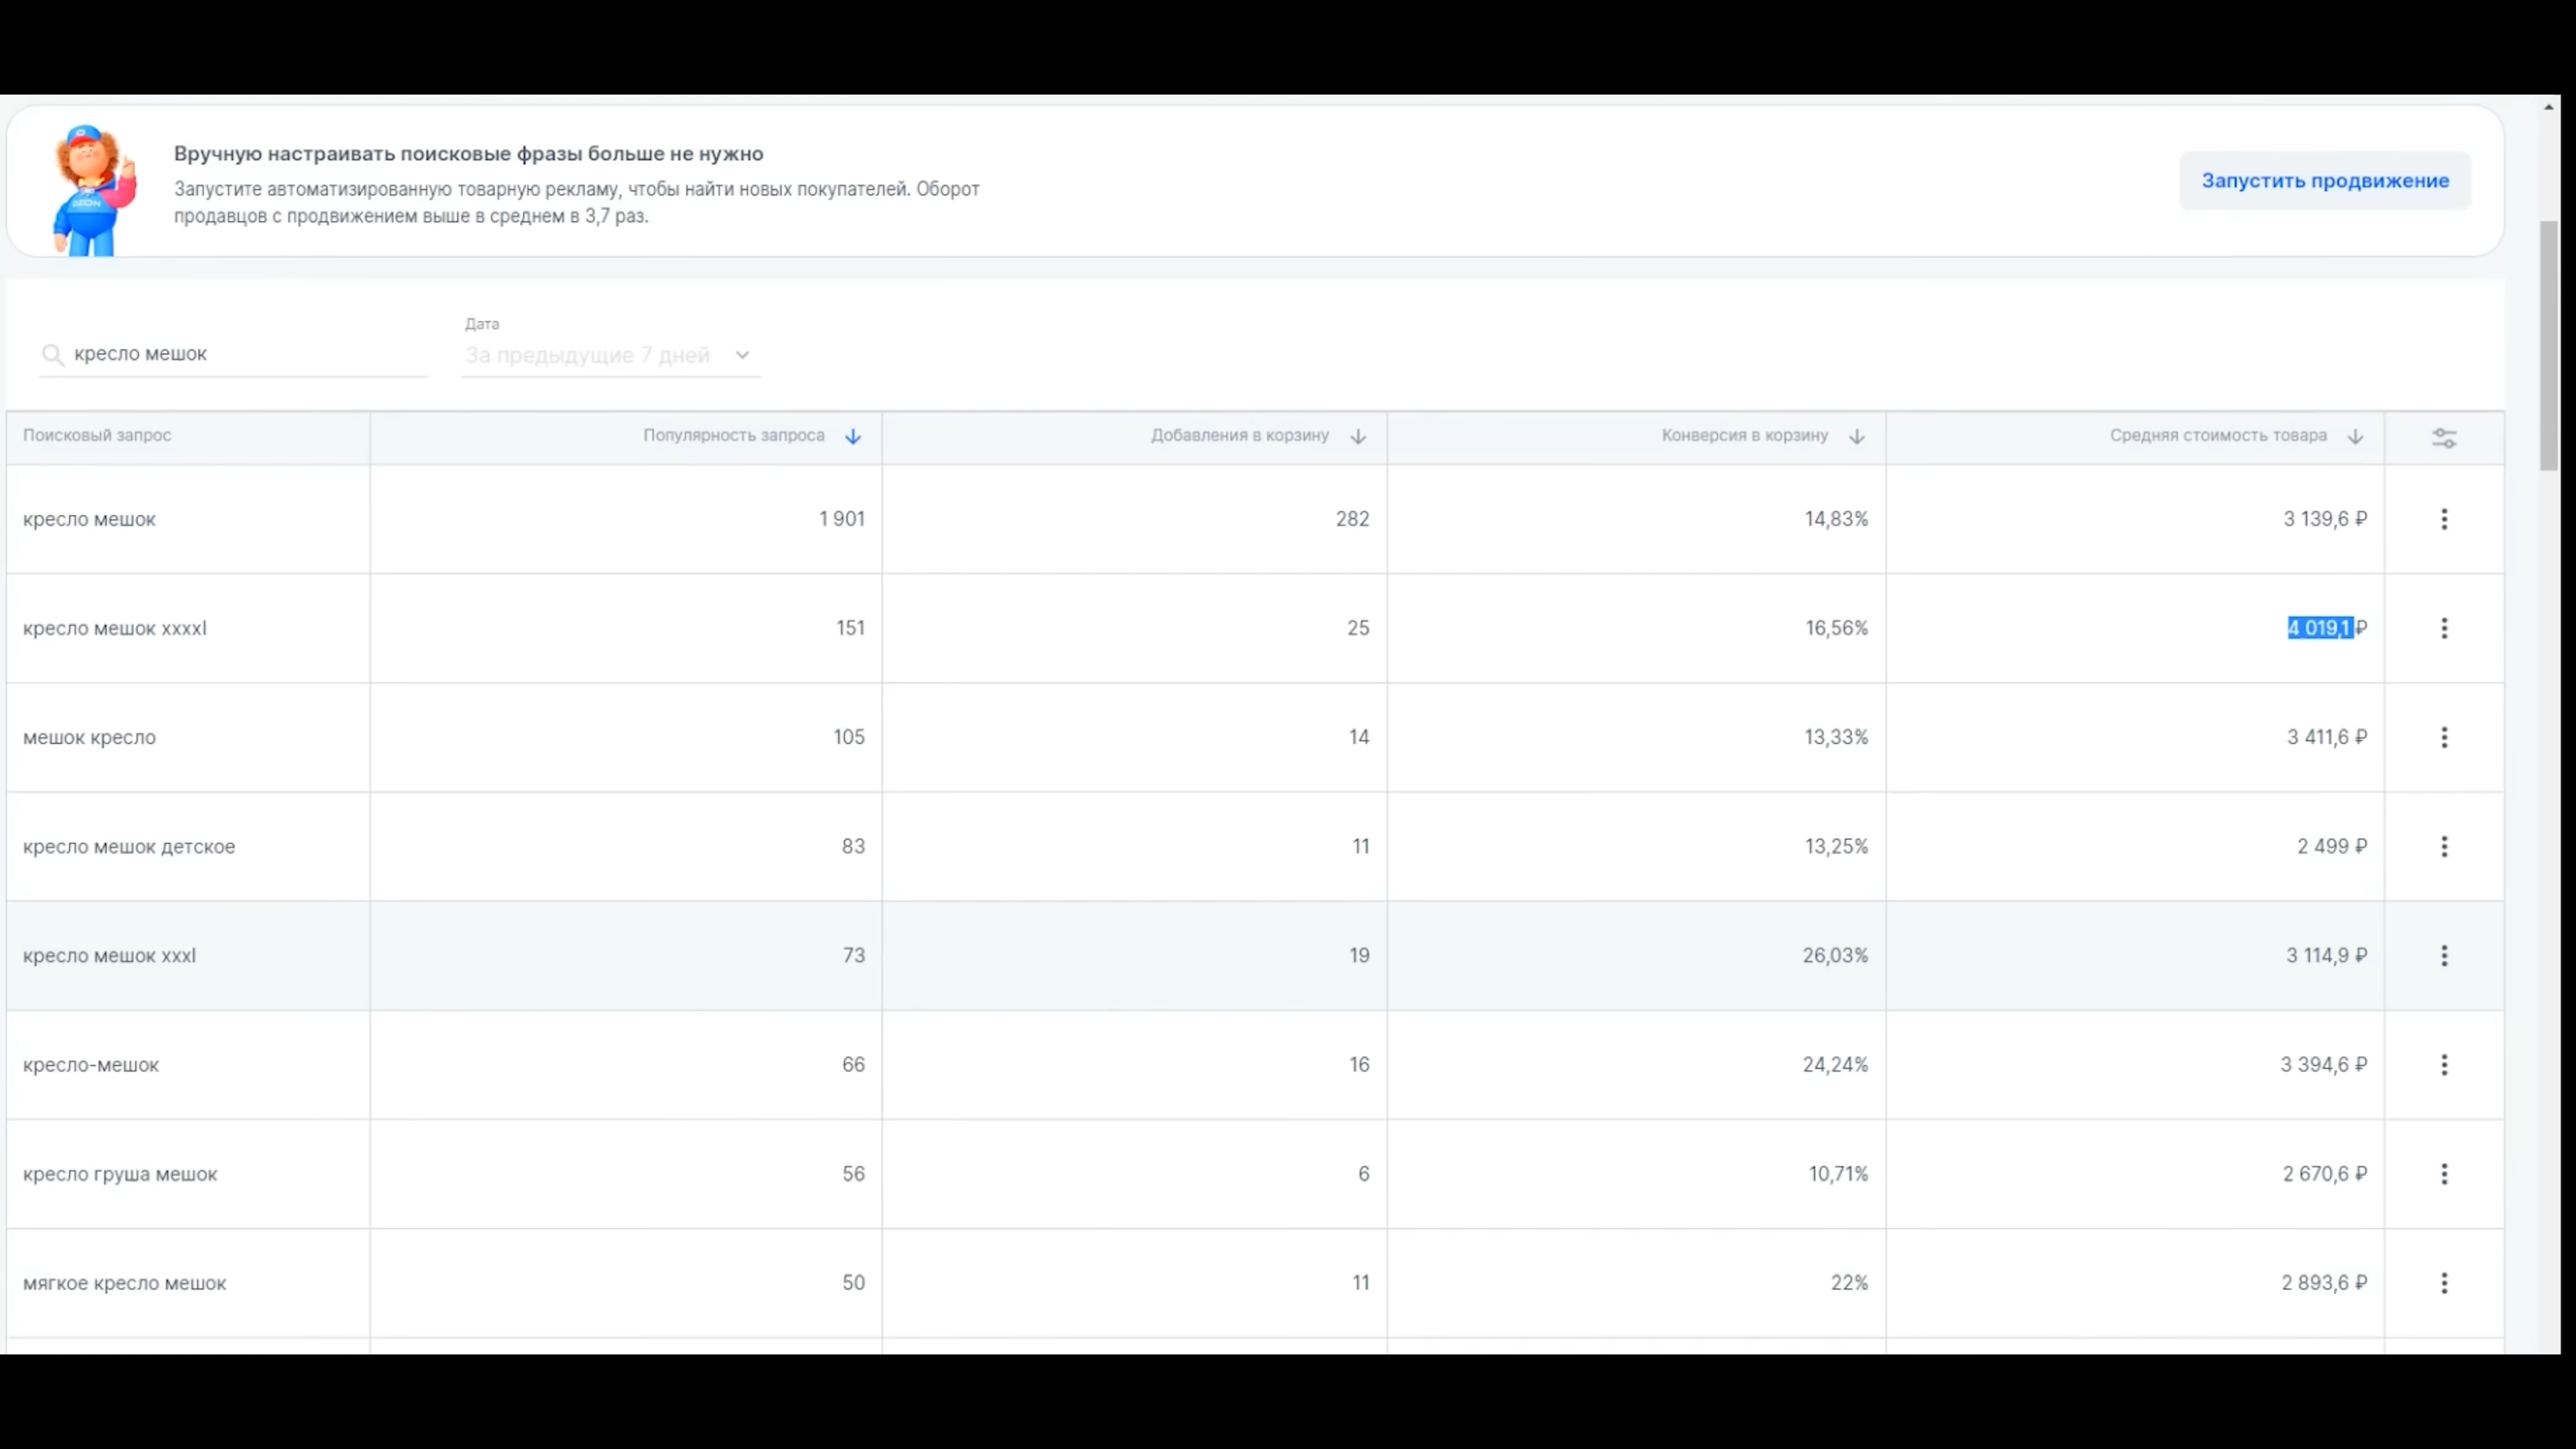 Вручную настраивать поисковые фразы больше не нужно
Запустите автоматизированную товарную рекламу, чтобы найти новых покупателей. Оборот
продавцов с продвижением выше в среднем в 3,7 раз.
Запустить продвижение
OZON
Дата
кресло мешок
За предыдущие 7 дней
Поисковый запрос Популярность запроса Добавления в корзину Конверсия в корзину Средняя стоимость товара
кресло мешок 1 901 282 14,83% 3 139,6 ₽
кресло мешок xxxxl 151 25 16,56% 4 019,1 ₽
мешок кресло 105 14 13,33% 3 411,6 ₽
кресло мешок детское 83 11 13,25% 2 499 ₽
кресло мешок xxxl 73 19 26,03% 3 114,9 ₽
кресло-мешок 66 16 24,24% 3 394,6 ₽
кресло груша мешок 56 6 10,71% 2 670,6 ₽
мягкое кресло мешок 50 11 22% 2 893,6 ₽